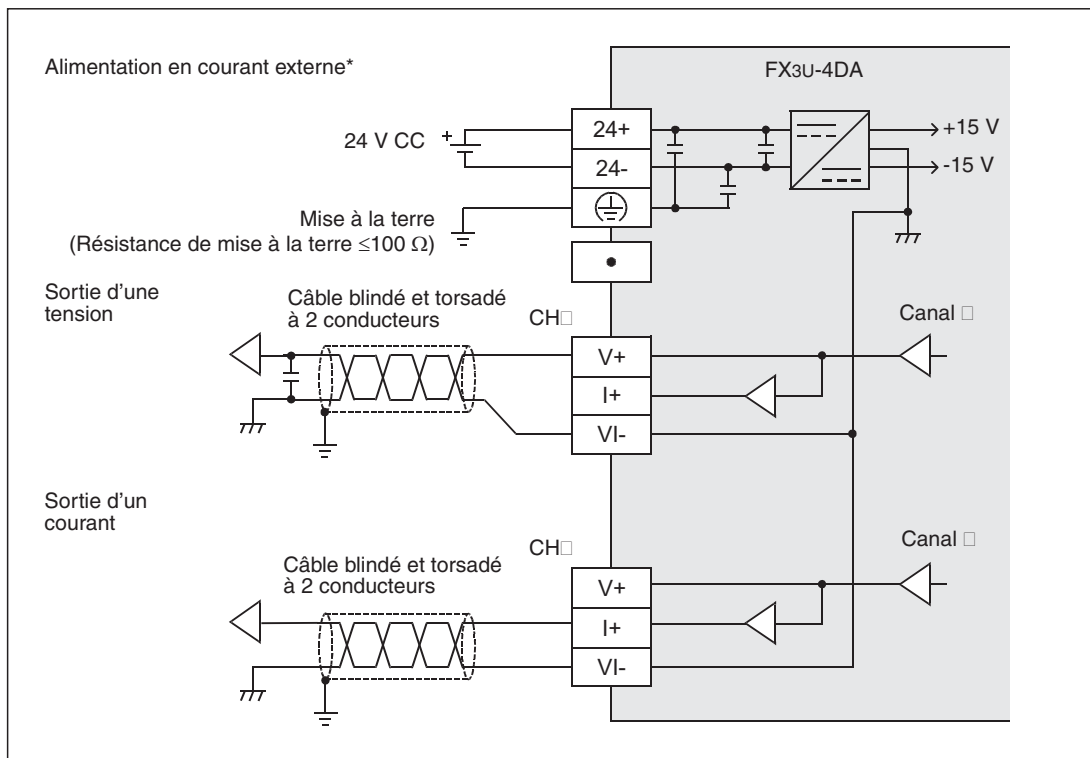 Alimentation en courant externe*
FX3U-4DA
24 V CC
+
24+
24-
+15 V
-15 V
Mise à la terre
(Résistance de mise à la terre ≤100 Ω)
•
Sortie d'une
tension
Câble blindé et torsadé
à 2 conducteurs
CH□
Canal □
V+
I+
VI-
Sortie d'un
courant
Câble blindé et torsadé
à 2 conducteurs
CH□
Canal □
V+
I+
VI-